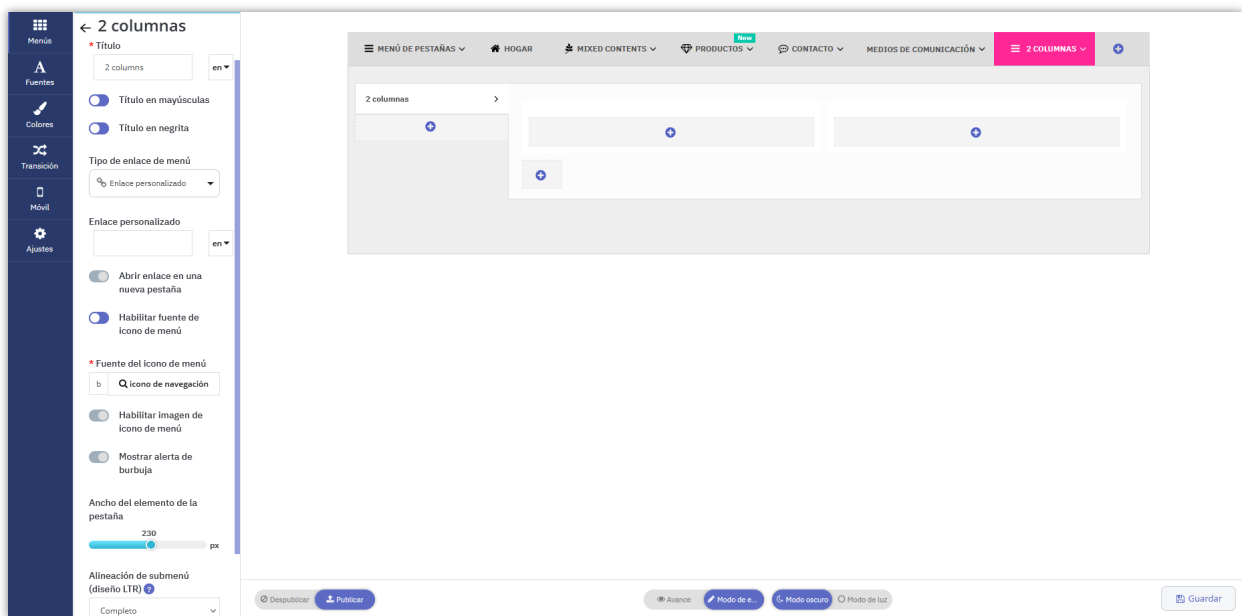 Menús
Fuentes
Colores
Transición
Móvil
Ajustes
← 2 columnas
* Título
2 columns
en
Título en mayúsculas
Título en negrita
Tipo de enlace de menú
Enlace personalizado
Enlace personalizado
en
Abrir enlace en una
nueva pestaña
Habilitar fuente de
icono de menú
* Fuente del icono de menú
b
icono de navegación
Habilitar imagen de
icono de menú
Mostrar alerta de
burbuja
Ancho del elemento de la
pestaña
230
px
Alineación de submenú
(diseño LTR) ?
Completo
MENÚ DE PESTAÑAS
HOGAR
MIXED CONTENTS
New
PRODUCTOS
CONTACTO
MEDIOS DE COMUNICACIÓN
2 COLUMNAS
2 columnas
Despublicar
Publicar
Avance
Modo de e...
Modo oscuro
Modo de luz
Guardar